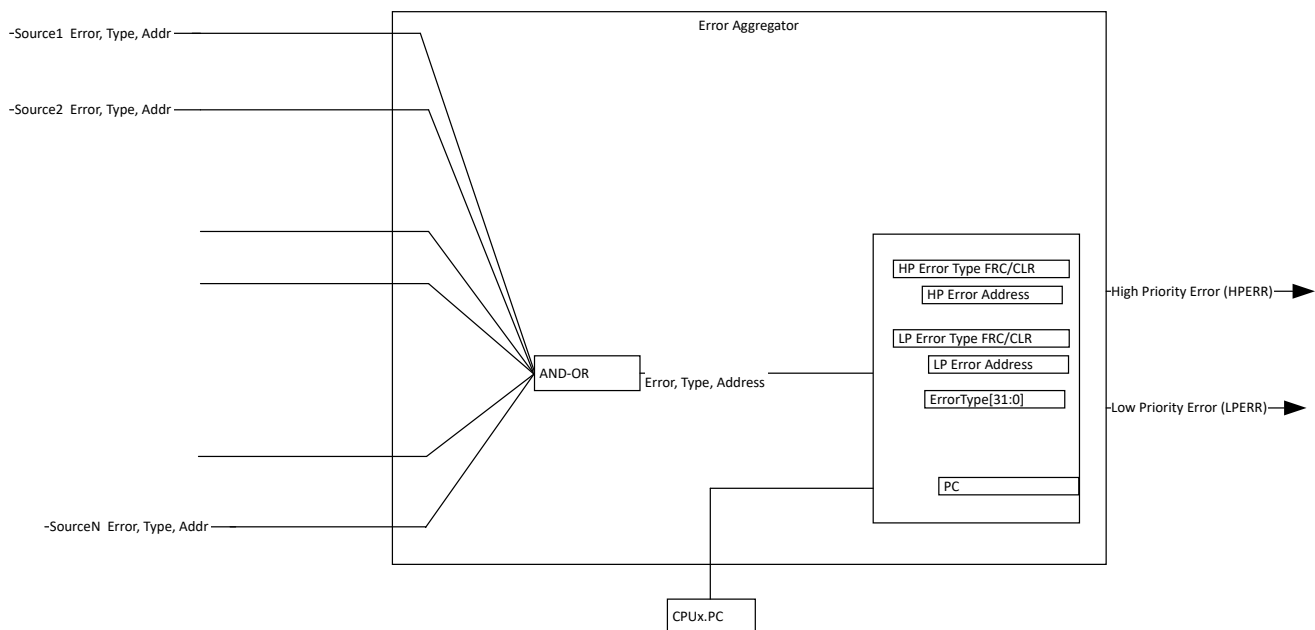 Error Aggregator
-Source1  Error, Type, Addr
-Source2  Error, Type, Addr
HP Error Type FRC/CLR
HP Error Address
High Priority Error (HPERR)
LP Error Type FRC/CLR
LP Error Address
AND-OR
Error, Type, Address
ErrorType[31:0]
Low Priority Error (LPERR)
PC
-SourceN  Error, Type, Addr
CPUx.PC